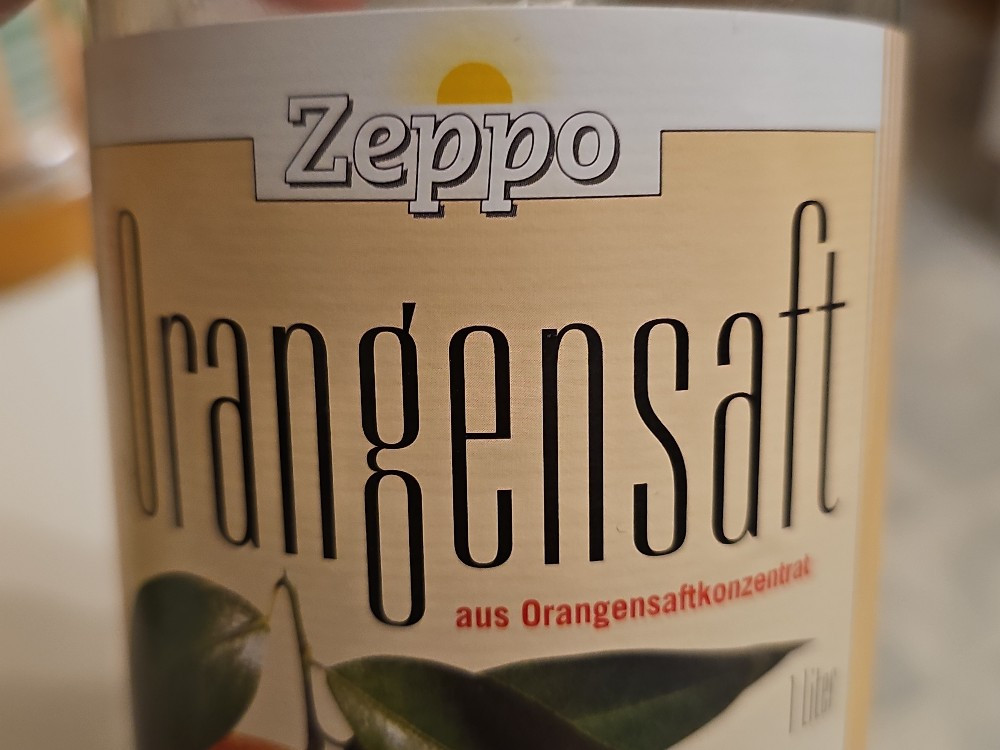 Zeppo
Orangensaft
aus Orangensaftkonzentrat
1 Liter